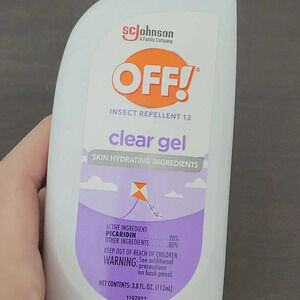 scjohnson
A Family Company
OFF!
INSECT REPELLENT 12
clear gel
SKIN HYDRATING INGREDIENTS
ACTIVE INGREDIENT:
PICARIDIN............20%
OTHER INGREDIENTS: 80%
KEEP OUT OF REACH OF CHILDREN
WARNING: See additional
precautions
on back panel.
NET CONTENTS: 3.8 FL. OZ. (112mL)